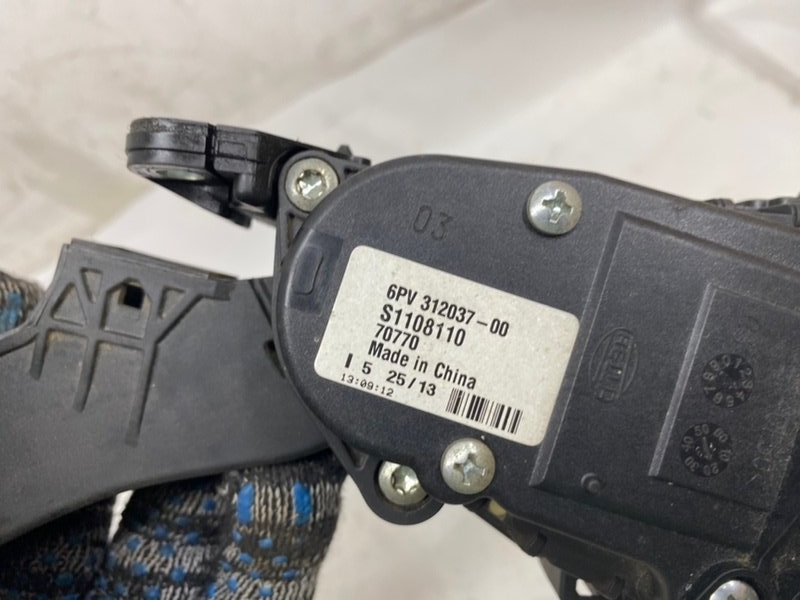 03
6PV 312037-00
S1108110
70770
Made in China
I 5 25/13
13:09:12
HELLA